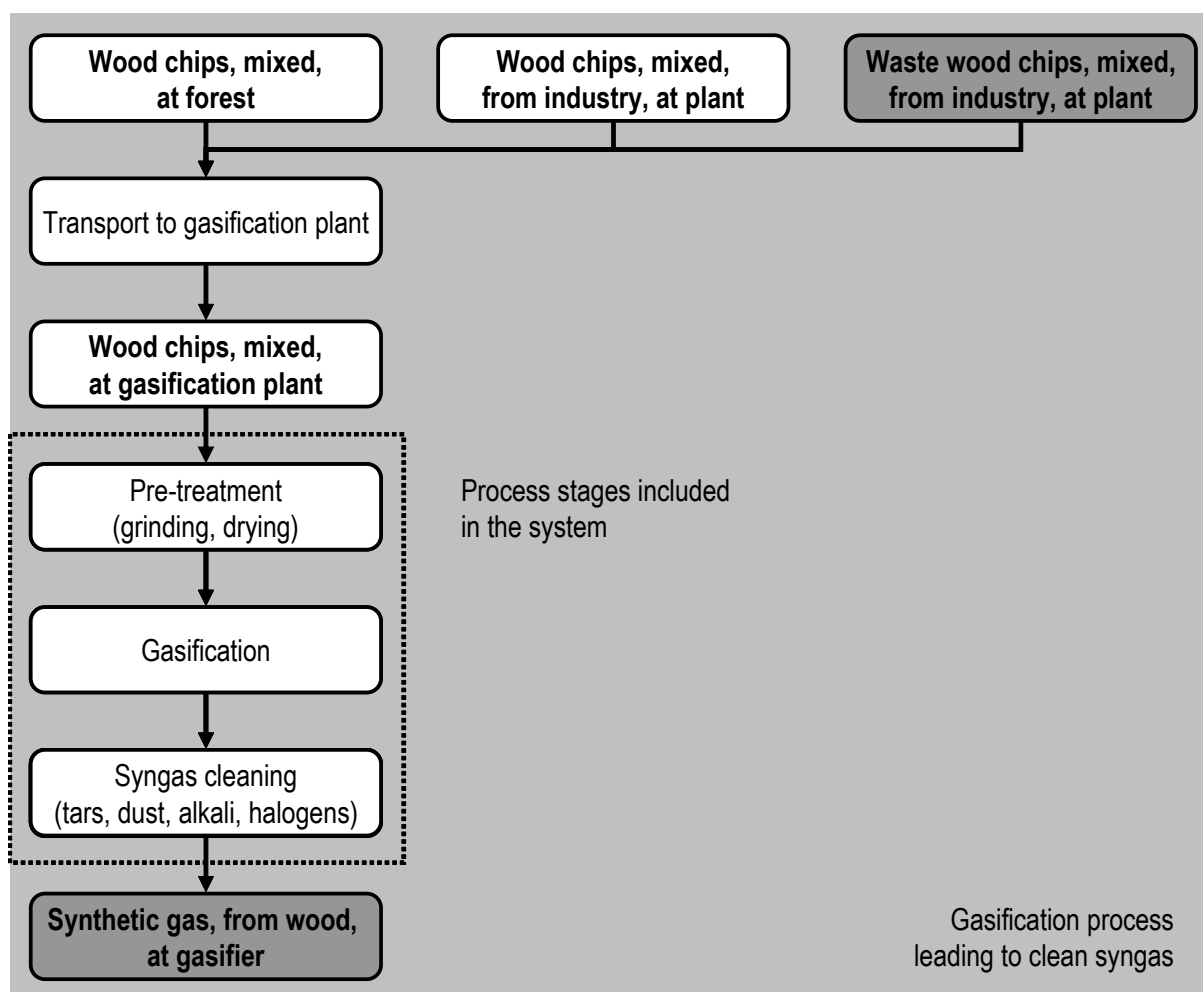 Wood chips, mixed,
at forest
Wood chips, mixed,
from industry, at plant
Waste wood chips, mixed,
from industry, at plant
Transport to gasification plant
Wood chips, mixed,
at gasification plant
Pre-treatment
(grinding, drying)
Process stages included
in the system
Gasification
Syngas cleaning
(tars, dust, alkali, halogens)
Synthetic gas, from wood,
at gasifier
Gasification process
leading to clean syngas